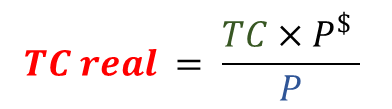 TC real = TC × P$ / P